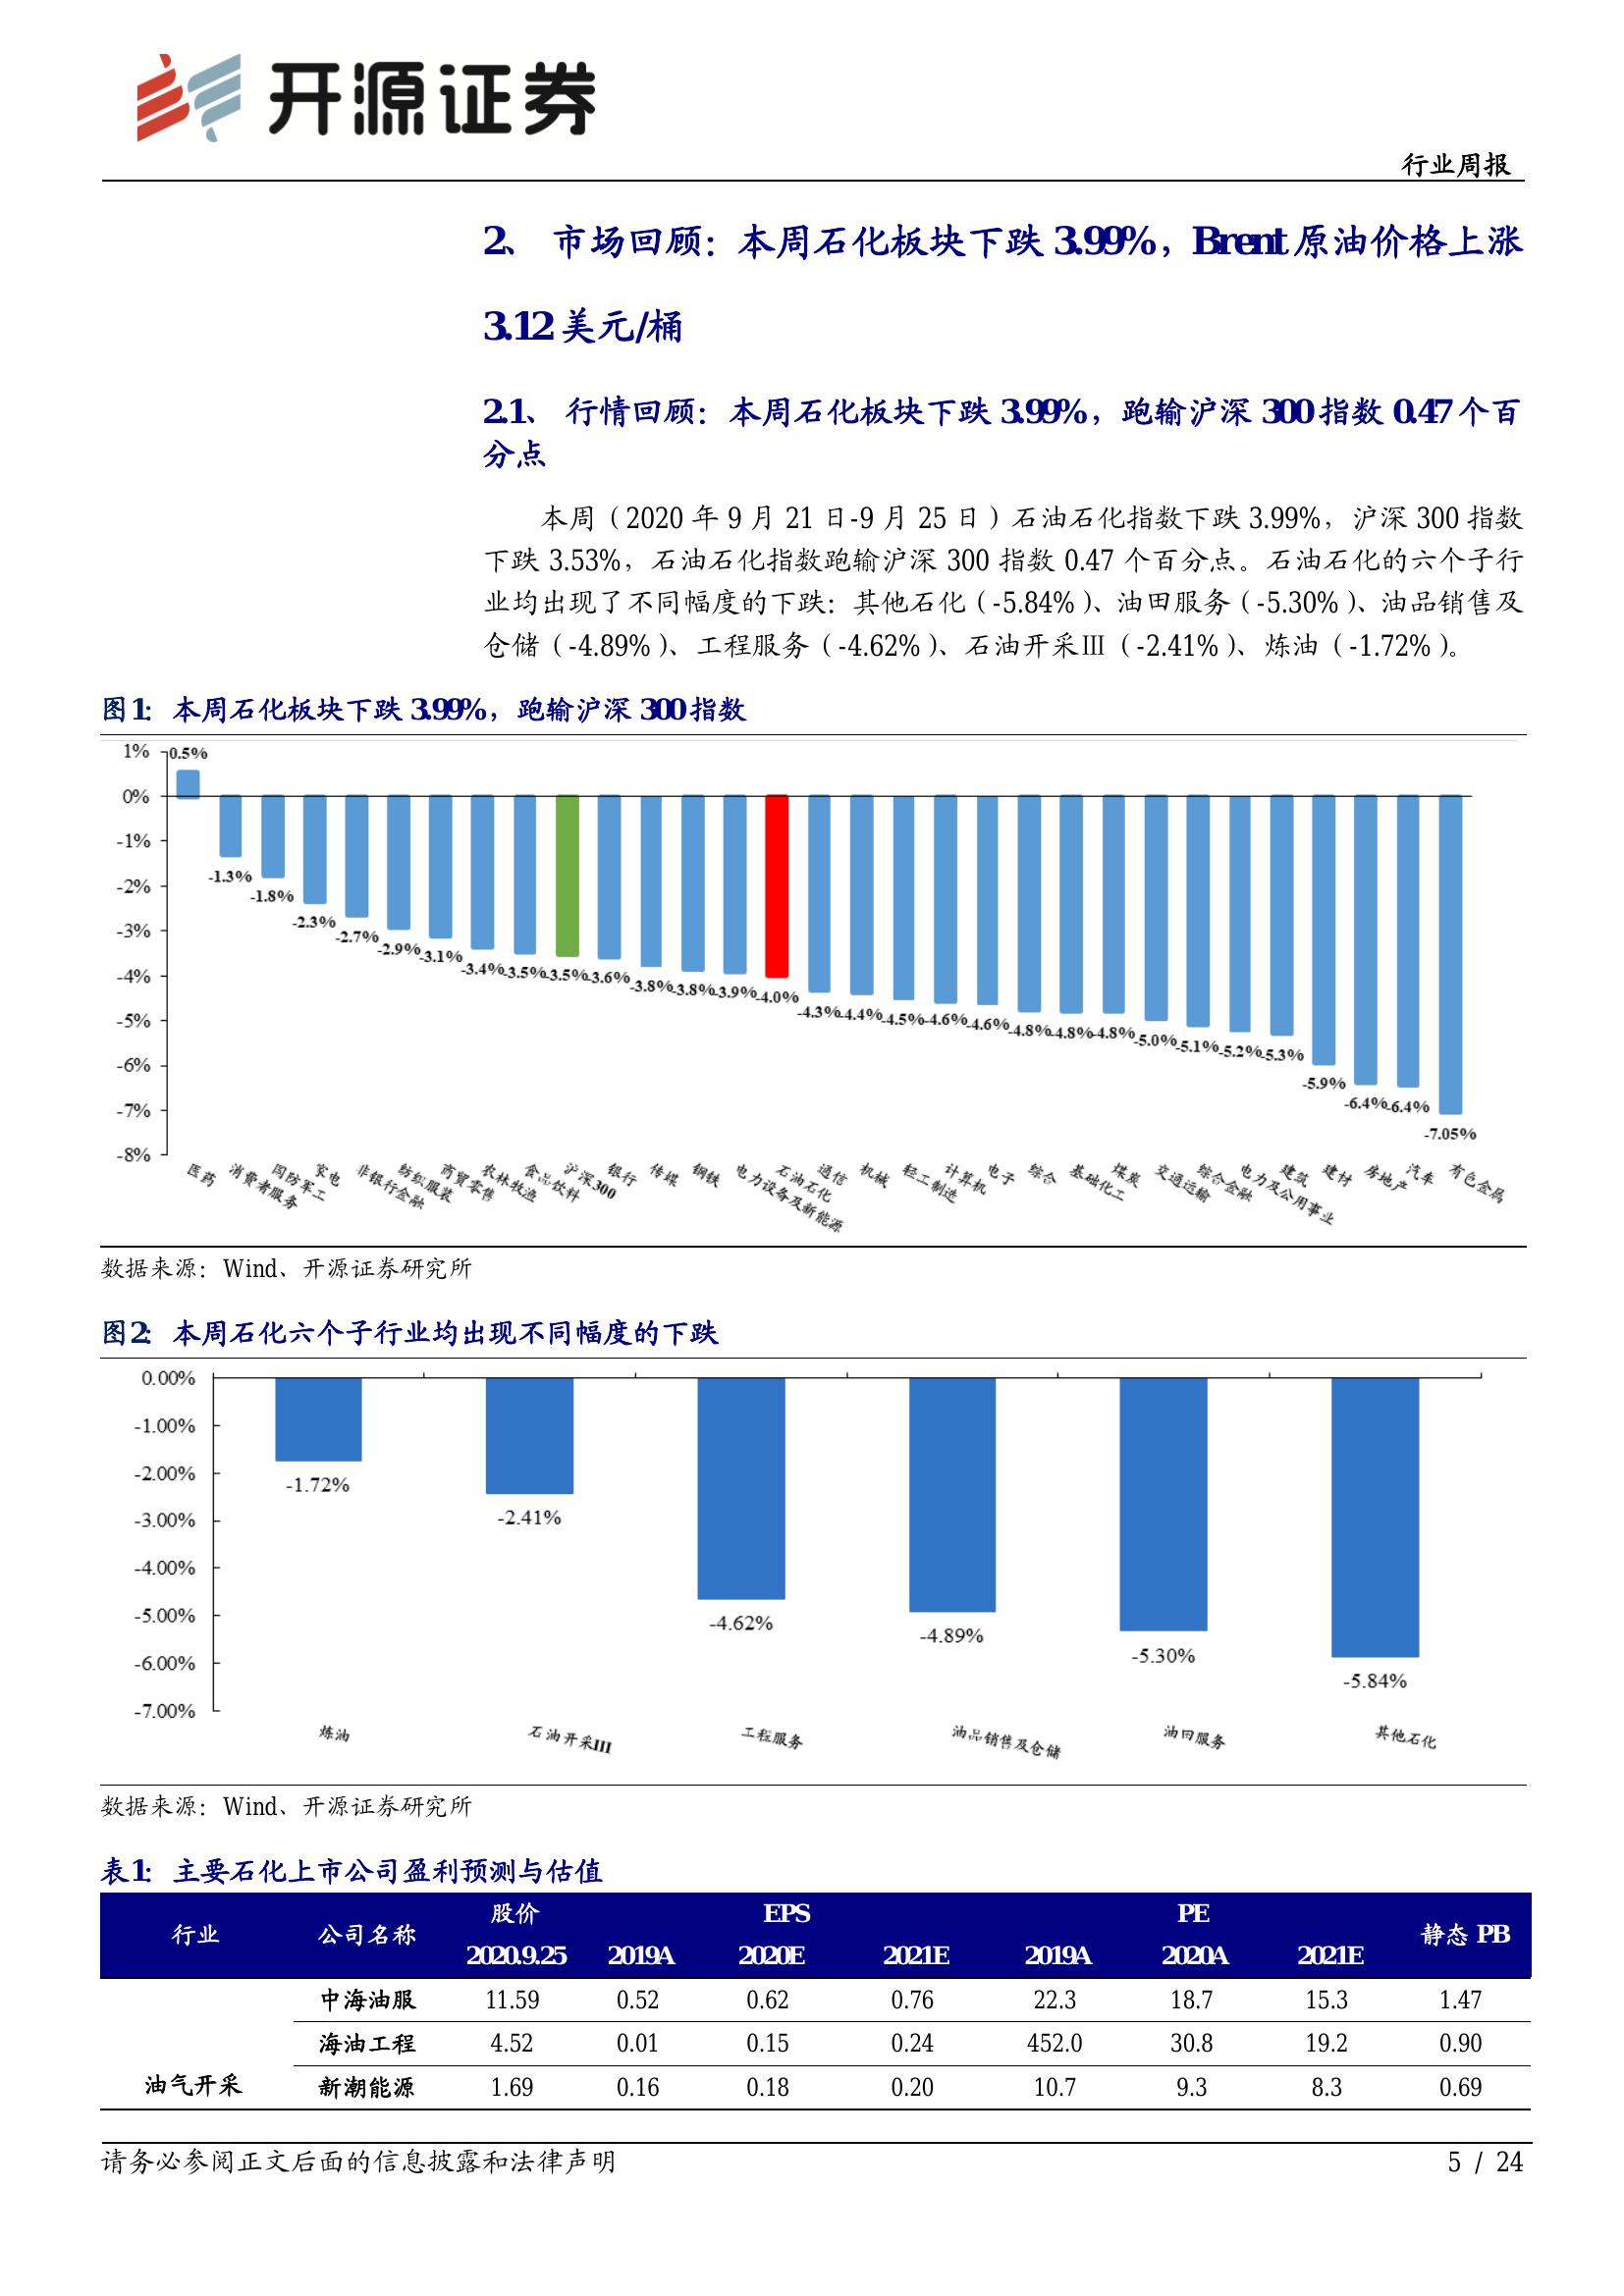 开源证券
行业周报
2、 市场回顾：本周石化板块下跌 3.99%，Brent 原油价格上涨
3.12 美元/桶
2.1、 行情回顾：本周石化板块下跌 3.99%，跑输沪深 300 指数 0.47 个百
分点
本周（2020 年 9 月 21 日-9 月 25 日）石油石化指数下跌 3.99%，沪深 300 指数
下跌 3.53%，石油石化指数跑输沪深 300 指数 0.47 个百分点。石油石化的六个子行
业均出现了不同幅度的下跌：其他石化（-5.84%）、油田服务（-5.30%）、油品销售及
仓储（-4.89%）、工程服务（-4.62%）、石油开采Ⅲ（-2.41%）、炼油（-1.72%）。
图1： 本周石化板块下跌 3.99%，跑输沪深 300 指数
1%
0%
-1%
-2%
-3%
-4%
-5%
-6%
-7%
-8%
0.5% -1.3% -1.8% -2.3% -2.7% -2.9% -3.1% -3.4% -3.5% -3.5% -3.6% -3.8% -3.8% -3.9% -4.0% -4.3% -4.4% -4.5% -4.6% -4.6% -4.8% -4.8% -4.8% -5.0% -5.1% -5.2% -5.3% -5.9% -6.4% -6.4% -7.05%
医药 消费者服务 国防军工 家电 非银行金融 纺织服装 商贸零售 农林牧渔 食品饮料 沪深300 银行 传媒 钢铁 电力设备及新能源 石油石化 通信 机械 轻工制造 计算机 电子 综合 基础化工 煤炭 交通运输 综合金融 电力及公用事业 建筑 建材 房地产 汽车 有色金属
数据来源：Wind、开源证券研究所
图2： 本周石化六个子行业均出现不同幅度的下跌
0.00%
-1.00%
-2.00%
-3.00%
-4.00%
-5.00%
-6.00%
-7.00%
-1.72% -2.41% -4.62% -4.89% -5.30% -5.84%
炼油 石油开采III 工程服务 油品销售及仓储 油田服务 其他石化
数据来源：Wind、开源证券研究所
表1： 主要石化上市公司盈利预测与估值
行业 公司名称 股价 EPS PE 静态 PB
2020.9.25 2019A 2020E 2021E 2019A 2020A 2021E
中海油服 11.59 0.52 0.62 0.76 22.3 18.7 15.3 1.47
海油工程 4.52 0.01 0.15 0.24 452.0 30.8 19.2 0.90
油气开采 新潮能源 1.69 0.16 0.18 0.20 10.7 9.3 8.3 0.69
请务必参阅正文后面的信息披露和法律声明 5 / 24